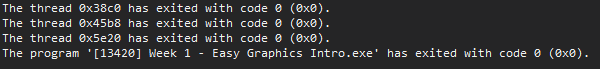 The thread 0x38c0 has exited with code 0 (0x0).
The thread 0x45b8 has exited with code 0 (0x0).
The thread 0x5e20 has exited with code 0 (0x0).
The program '[13420] Week 1 - Easy Graphics Intro.exe' has exited with code 0 (0x0).